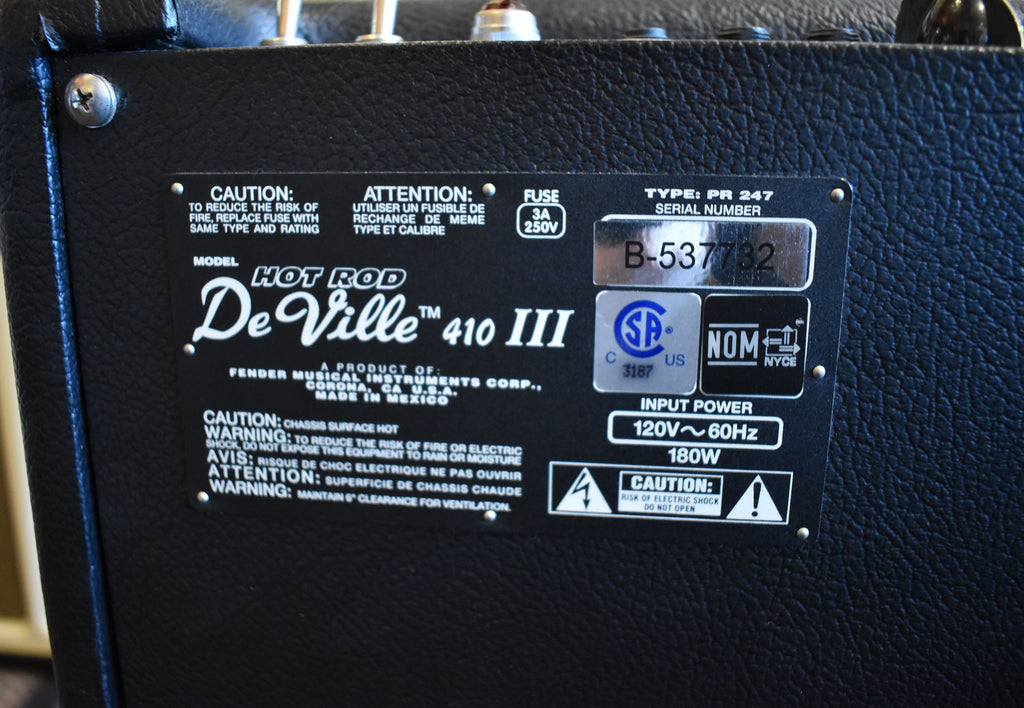 CAUTION:
TO REDUCE THE RISK OF
FIRE, REPLACE FUSE WITH
SAME TYPE AND RATING
ATTENTION:
UTILISER UN FUSIBLE DE
RECHANGE DE MEME
TYPE ET CALIBRE
FUSE
3A
250V
TYPE: PR 247
SERIAL NUMBER
B-537732
MODEL
HOT ROD
DeVille™ 410 III
A PRODUCT OF:
FENDER MUSICAL INSTRUMENTS CORP.,
CORONA, CA U.S.A.
MADE IN MEXICO
CSA®
C US
3187
NOM
NYCE
INPUT POWER
120V~60Hz
180W
CAUTION: CHASSIS SURFACE HOT
WARNING: TO REDUCE THE RISK OF FIRE OR ELECTRIC
SHOCK, DO NOT EXPOSE THIS EQUIPMENT TO RAIN OR MOISTURE
AVIS: RISQUE DE CHOC ELECTRIQUE NE PAS OUVRIR
ATTENTION: SUPERFICIE DE CHASSIS CHAUDE
WARNING: MAINTAIN 6" CLEARANCE FOR VENTILATION.
CAUTION:
RISK OF ELECTRIC SHOCK
DO NOT OPEN